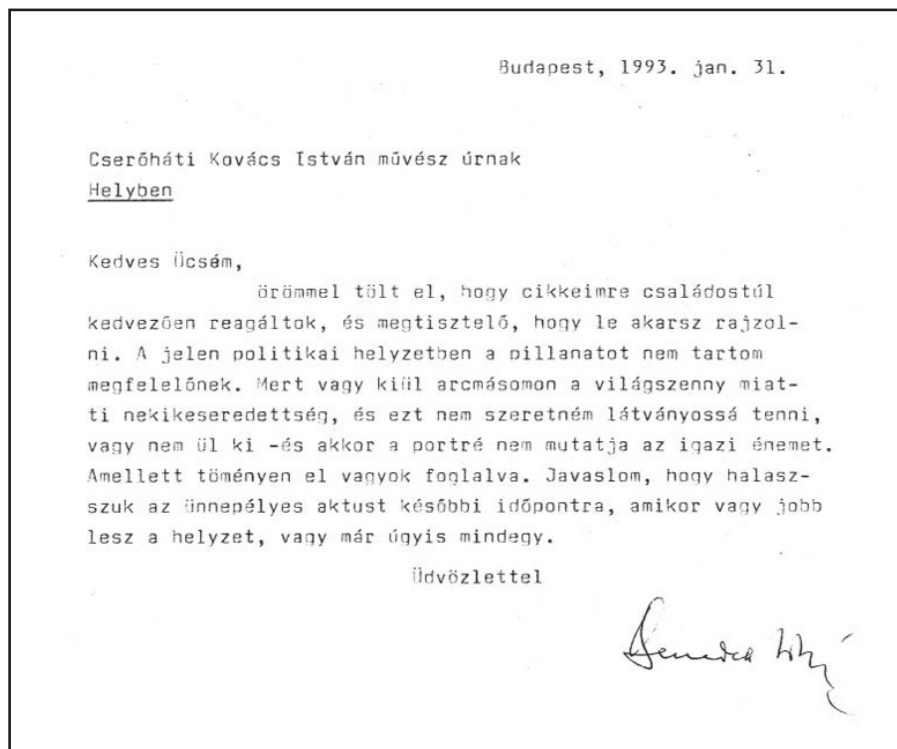 Budapest, 1993. jan. 31.
Cserőháti Kovács István művész úrnak
Helyben
Kedves Ücsém,
örömmel tölt el, hogy cikkeimre családostúl
kedvezően reagáltok, és megtisztelő, hogy le akarsz rajzol-
ni. A jelen politikai helyzetben a pillanatot nem tartom
megfelelőnek. Mert vagy kiül arcmásomon a világszenny miat-
ti nekikeseredettség, és ezt nem szeretném látványossá tenni,
vagy nem ül ki -és akkor a portré nem mutatja az igazi énemet.
Amellett töményen el vagyok foglalva. Javaslom, hogy halasz-
szuk az ünnepélyes aktust későbbi időpontra, amikor vagy jobb
lesz a helyzet, vagy már úgyis mindegy.
Üdvözlettel